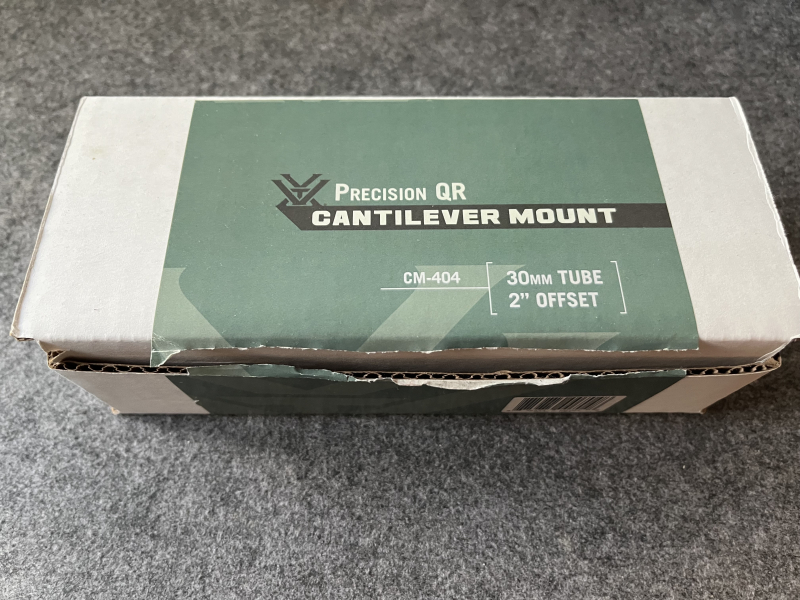 PRECISION QR
CANTILEVER MOUNT
CM-404
30MM TUBE
2” OFFSET